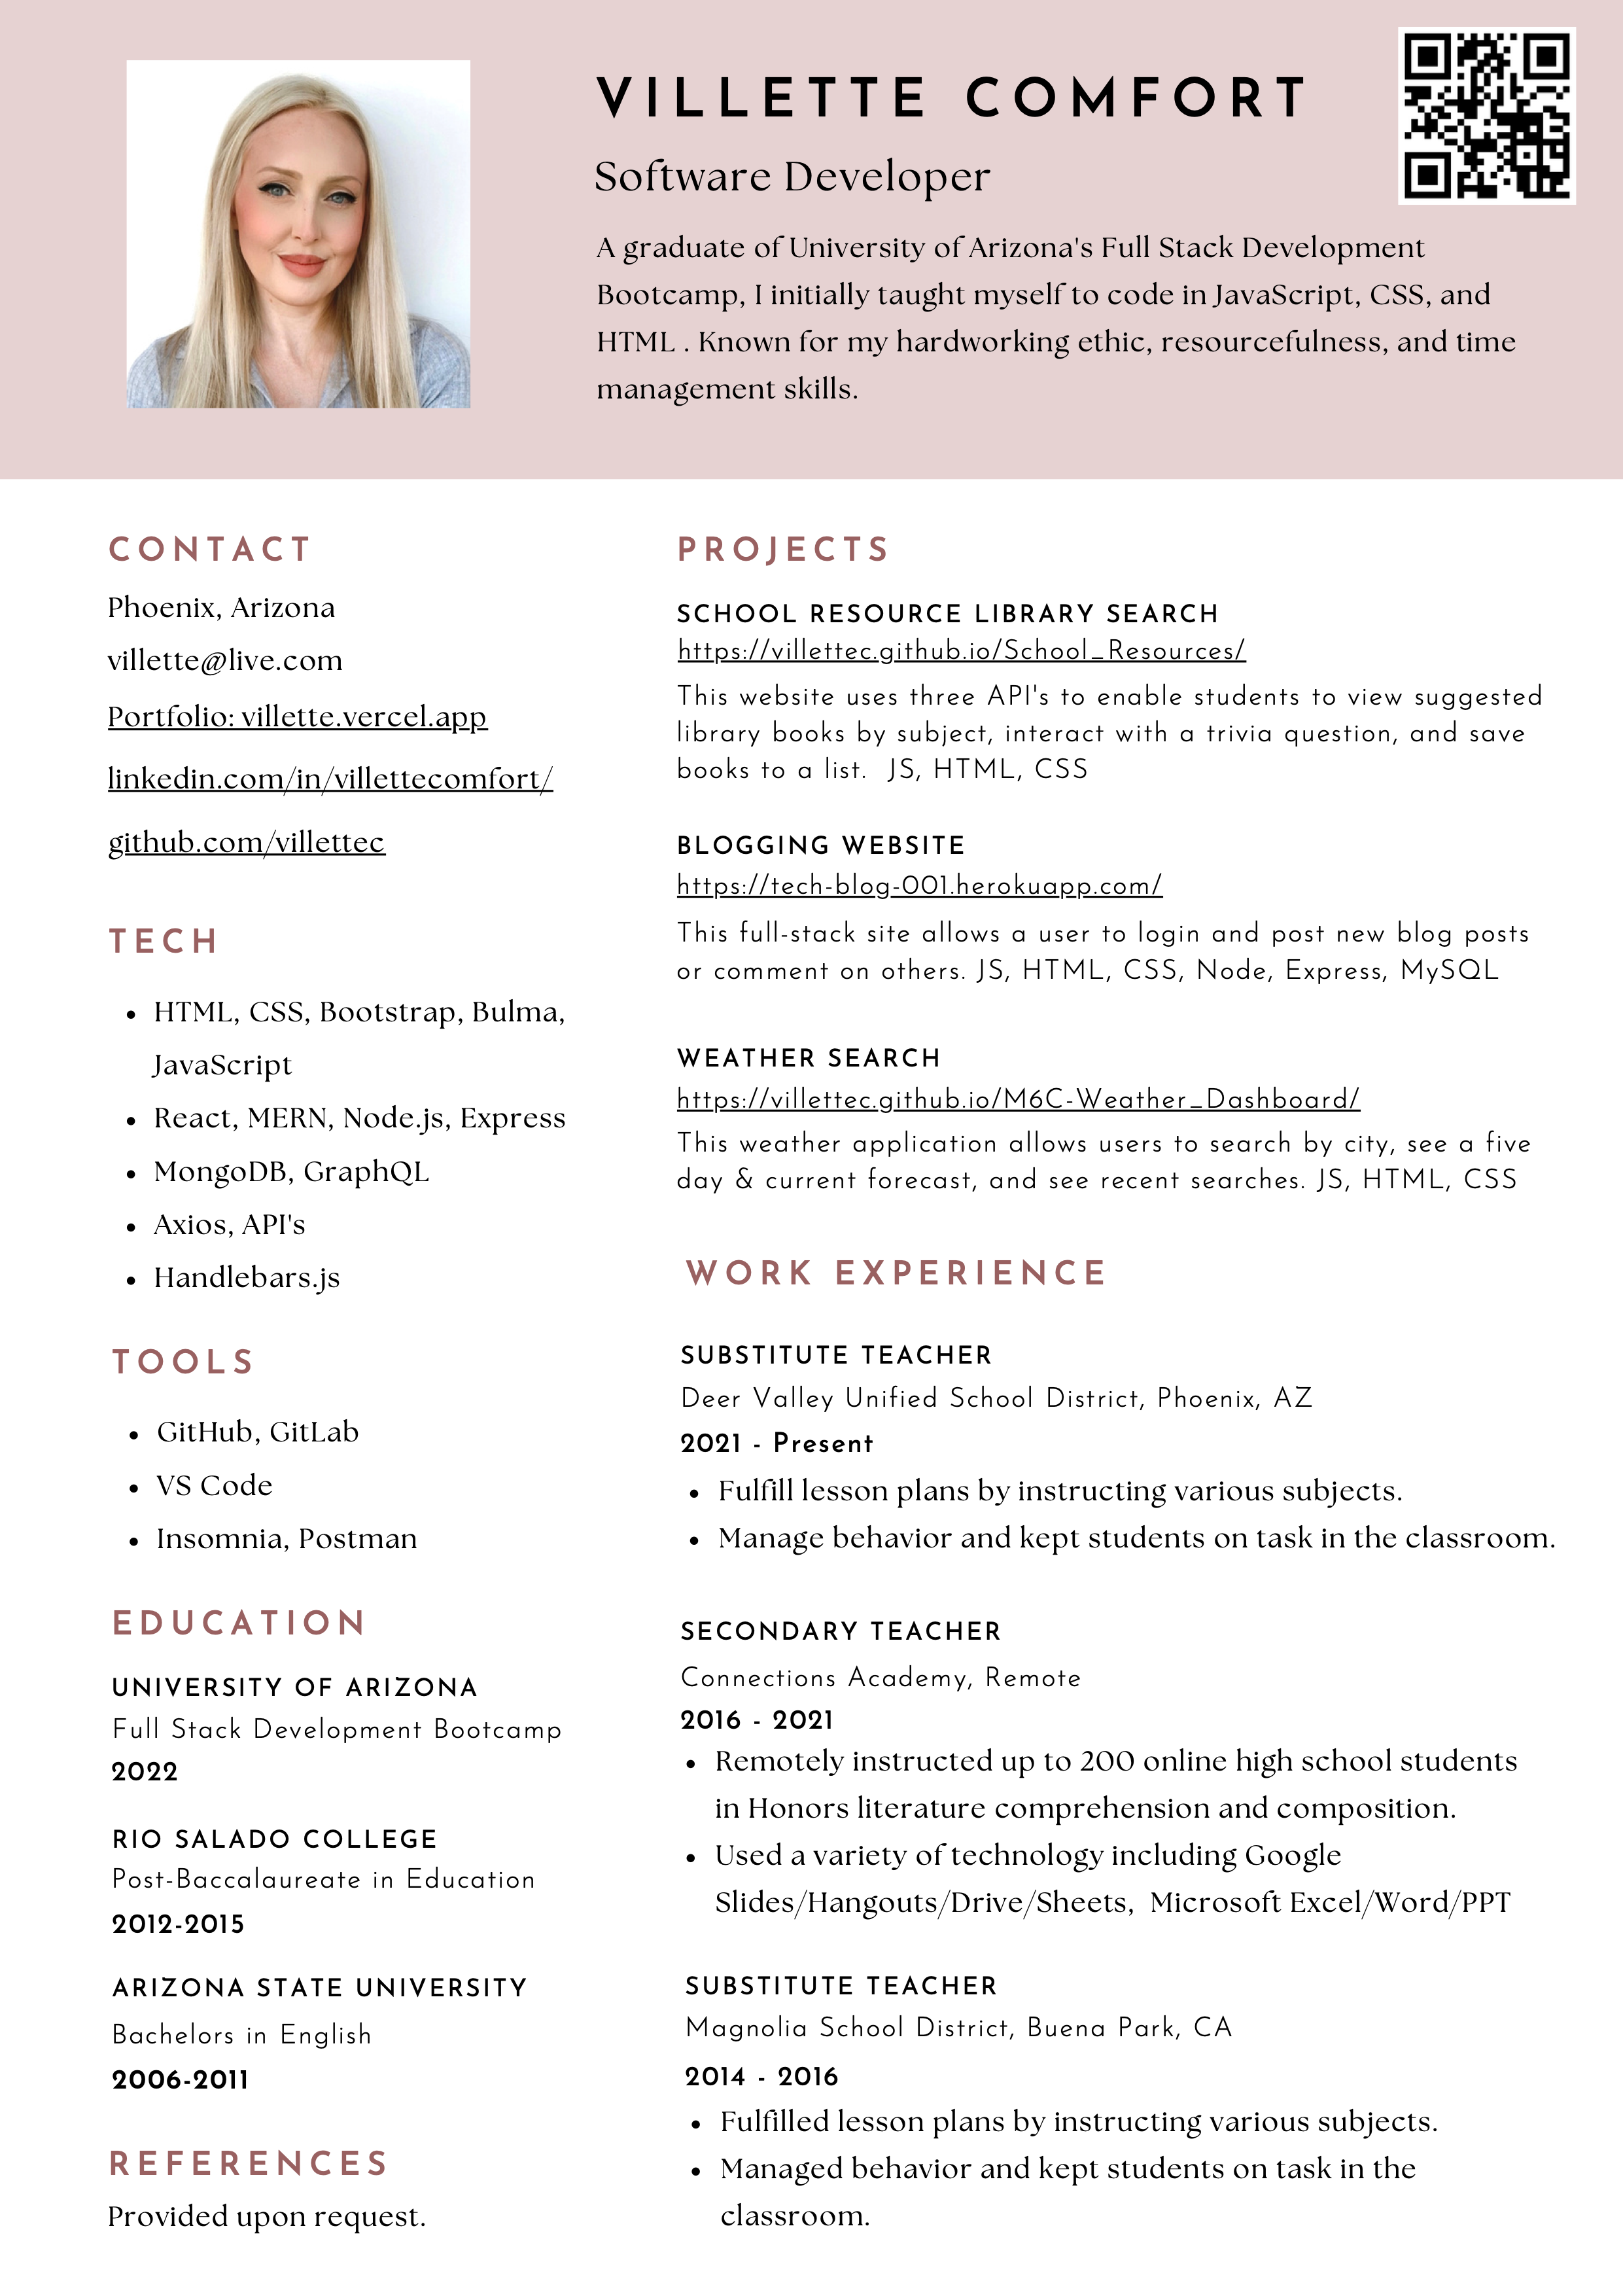 VILLETTE COMFORT
Software Developer
A graduate of University of Arizona's Full Stack Development
Bootcamp, I initially taught myself to code in JavaScript, CSS, and
HTML . Known for my hardworking ethic, resourcefulness, and time
management skills.
CONTACT
Phoenix, Arizona
villette@live.com
Portfolio: villette.vercel.app
linkedin.com/in/villettecomfort/
github.com/villettec
TECH
• HTML, CSS, Bootstrap, Bulma,
JavaScript
• React, MERN, Node.js, Express
• MongoDB, GraphQL
• Axios, API's
• Handlebars.js
TOOLS
• GitHub, GitLab
• VS Code
• Insomnia, Postman
EDUCATION
UNIVERSITY OF ARIZONA
Full Stack Development Bootcamp
2022
RIO SALADO COLLEGE
Post-Baccalaureate in Education
2012-2015
ARIZONA STATE UNIVERSITY
Bachelors in English
2006-2011
REFERENCES
Provided upon request.
PROJECTS
SCHOOL RESOURCE LIBRARY SEARCH
https://villettec.github.io/School_Resources/
This website uses three API's to enable students to view suggested
library books by subject, interact with a trivia question, and save
books to a list.  JS, HTML, CSS
BLOGGING WEBSITE
https://tech-blog-001.herokuapp.com/
This full-stack site allows a user to login and post new blog posts
or comment on others. JS, HTML, CSS, Node, Express, MySQL
WEATHER SEARCH
https://villettec.github.io/M6C-Weather_Dashboard/
This weather application allows users to search by city, see a five
day & current forecast, and see recent searches. JS, HTML, CSS
WORK EXPERIENCE
SUBSTITUTE TEACHER
Deer Valley Unified School District, Phoenix, AZ
2021 - Present
• Fulfill lesson plans by instructing various subjects.
• Manage behavior and kept students on task in the classroom.
SECONDARY TEACHER
Connections Academy, Remote
2016 - 2021
• Remotely instructed up to 200 online high school students
in Honors literature comprehension and composition.
• Used a variety of technology including Google
Slides/Hangouts/Drive/Sheets,  Microsoft Excel/Word/PPT
SUBSTITUTE TEACHER
Magnolia School District, Buena Park, CA
2014 - 2016
• Fulfilled lesson plans by instructing various subjects.
• Managed behavior and kept students on task in the
classroom.